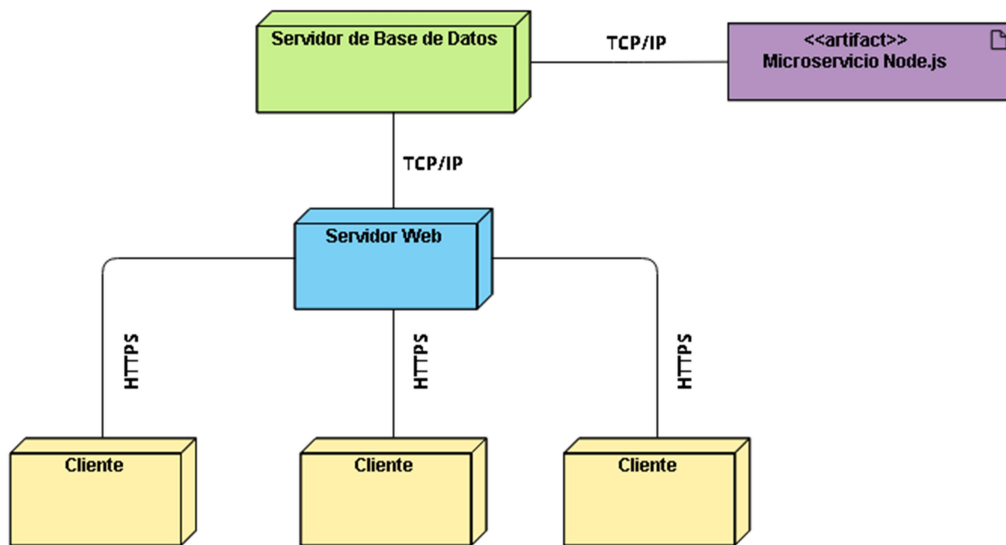 Servidor de Base de Datos
TCP/IP
<<artifact>>
Microservicio Node.js
TCP/IP
Servidor Web
HTTPS
HTTPS
HTTPS
Cliente
Cliente
Cliente